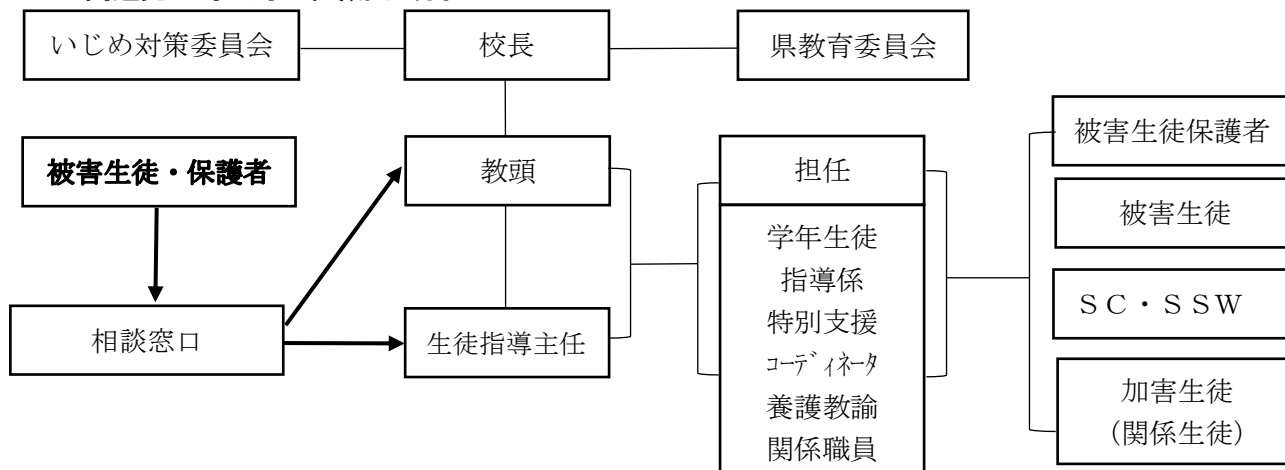 いじめ対策委員会
校長
県教育委員会
被害生徒・保護者
教頭
担任
被害生徒保護者
学年生徒
指導係
特別支援
ｺｰﾃﾞｨﾈｰﾀ
養護教諭
関係職員
被害生徒
相談窓口
生徒指導主任
ＳＣ・ＳＳＷ
加害生徒
(関係生徒)